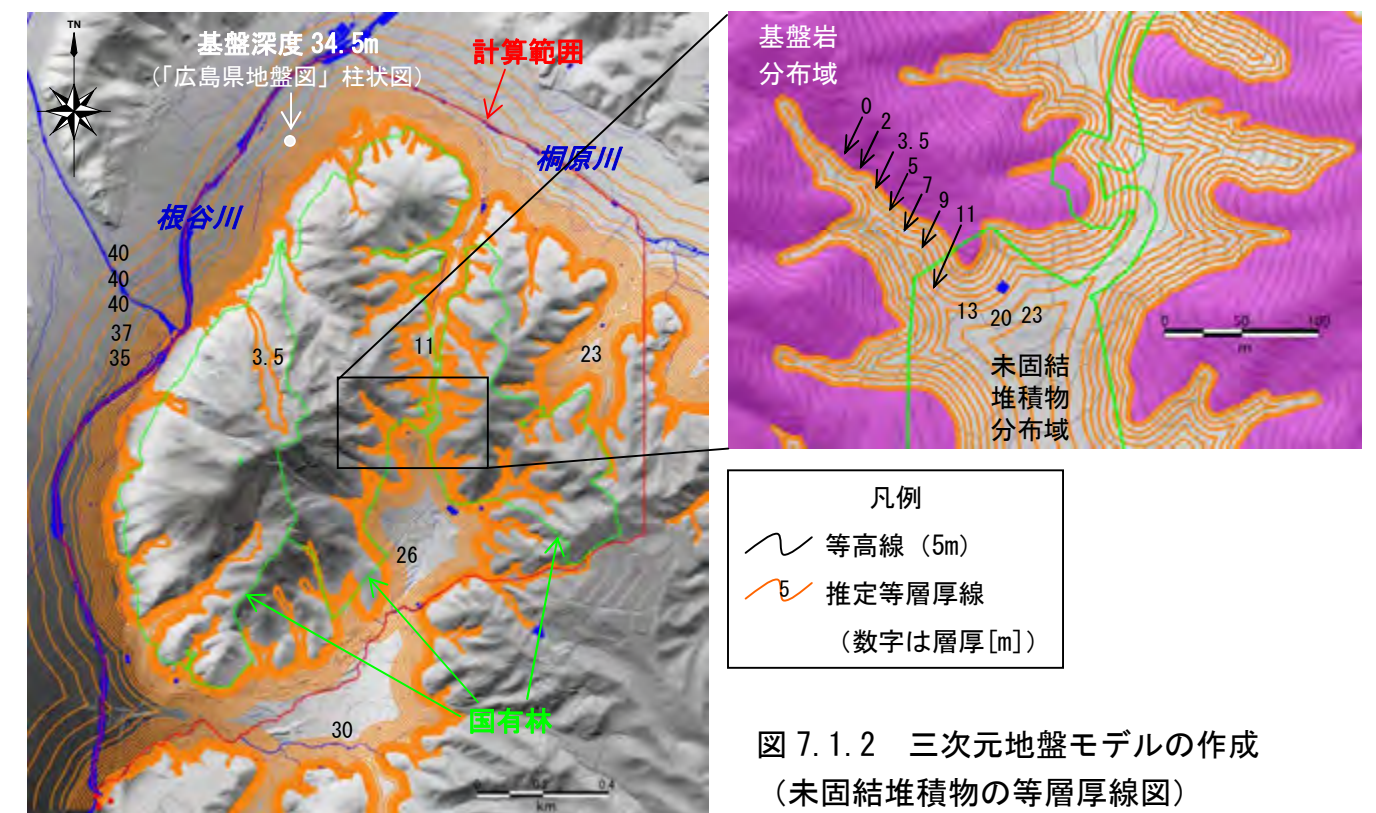 TN
基盤深度 34.5m
（「広島県地盤図」柱状図）
計算範囲
桐原川
根谷川
40
40
40
37
35
3.5
11
23
26
30
国有林
0 0.2 0.4
km
基盤岩
分布域
0
2
3.5
5
7
9
11
13 20 23
未固結
堆積物
分布域
0 50 100
m
凡例
等高線（5m）
5 推定等層厚線
（数字は層厚[m]）
図 7.1.2 三次元地盤モデルの作成
（未固結堆積物の等層厚線図）